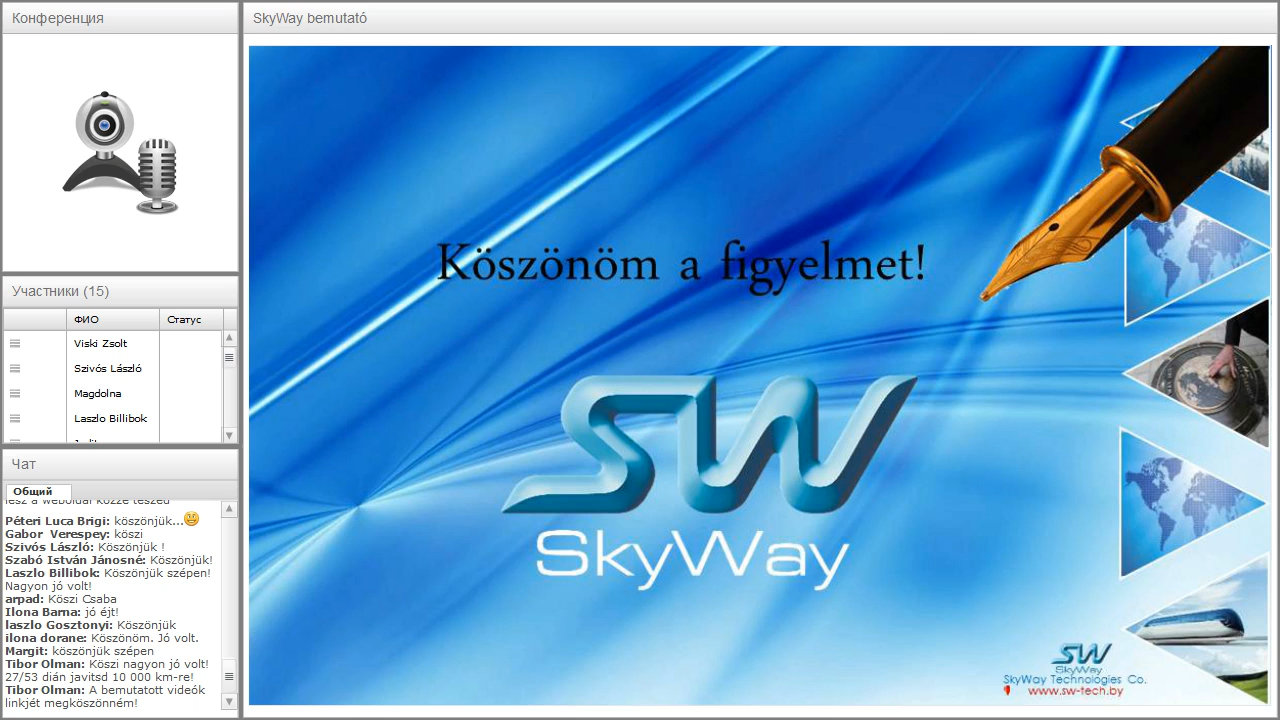 Конференция
Участники (15)
ФИО Статус
Viski Zsolt
Szivós László
Magdolna
Laszlo Billibok
Чат
Общий
lesz a weboldal közzé teszed
Péteri Luca Brigi: köszönjük...
Gabor Verespey: köszi
Szivós László: Köszönjük !
Szabó István Jánosné: Köszönjük!
Laszlo Billibok: Köszönjük szépen!
Nagyon jó volt!
arpad: Köszi Csaba
Ilona Barna: jó éjt!
laszlo Gosztonyi: Köszönjük
ilona dorane: Köszönöm. Jó volt.
Margit: köszönjük szépen
Tibor Olman: Köszi nagyon jó volt!
27/53 dián javitsd 10 000 km-re!
Tibor Olman: A bemutatott videók
linkjét megköszönném!
SkyWay bemutató
Köszönöm a figyelmet!
SW
SkyWay
SW
SkyWay
SkyWay Technologies Co.
www.sw-tech.by